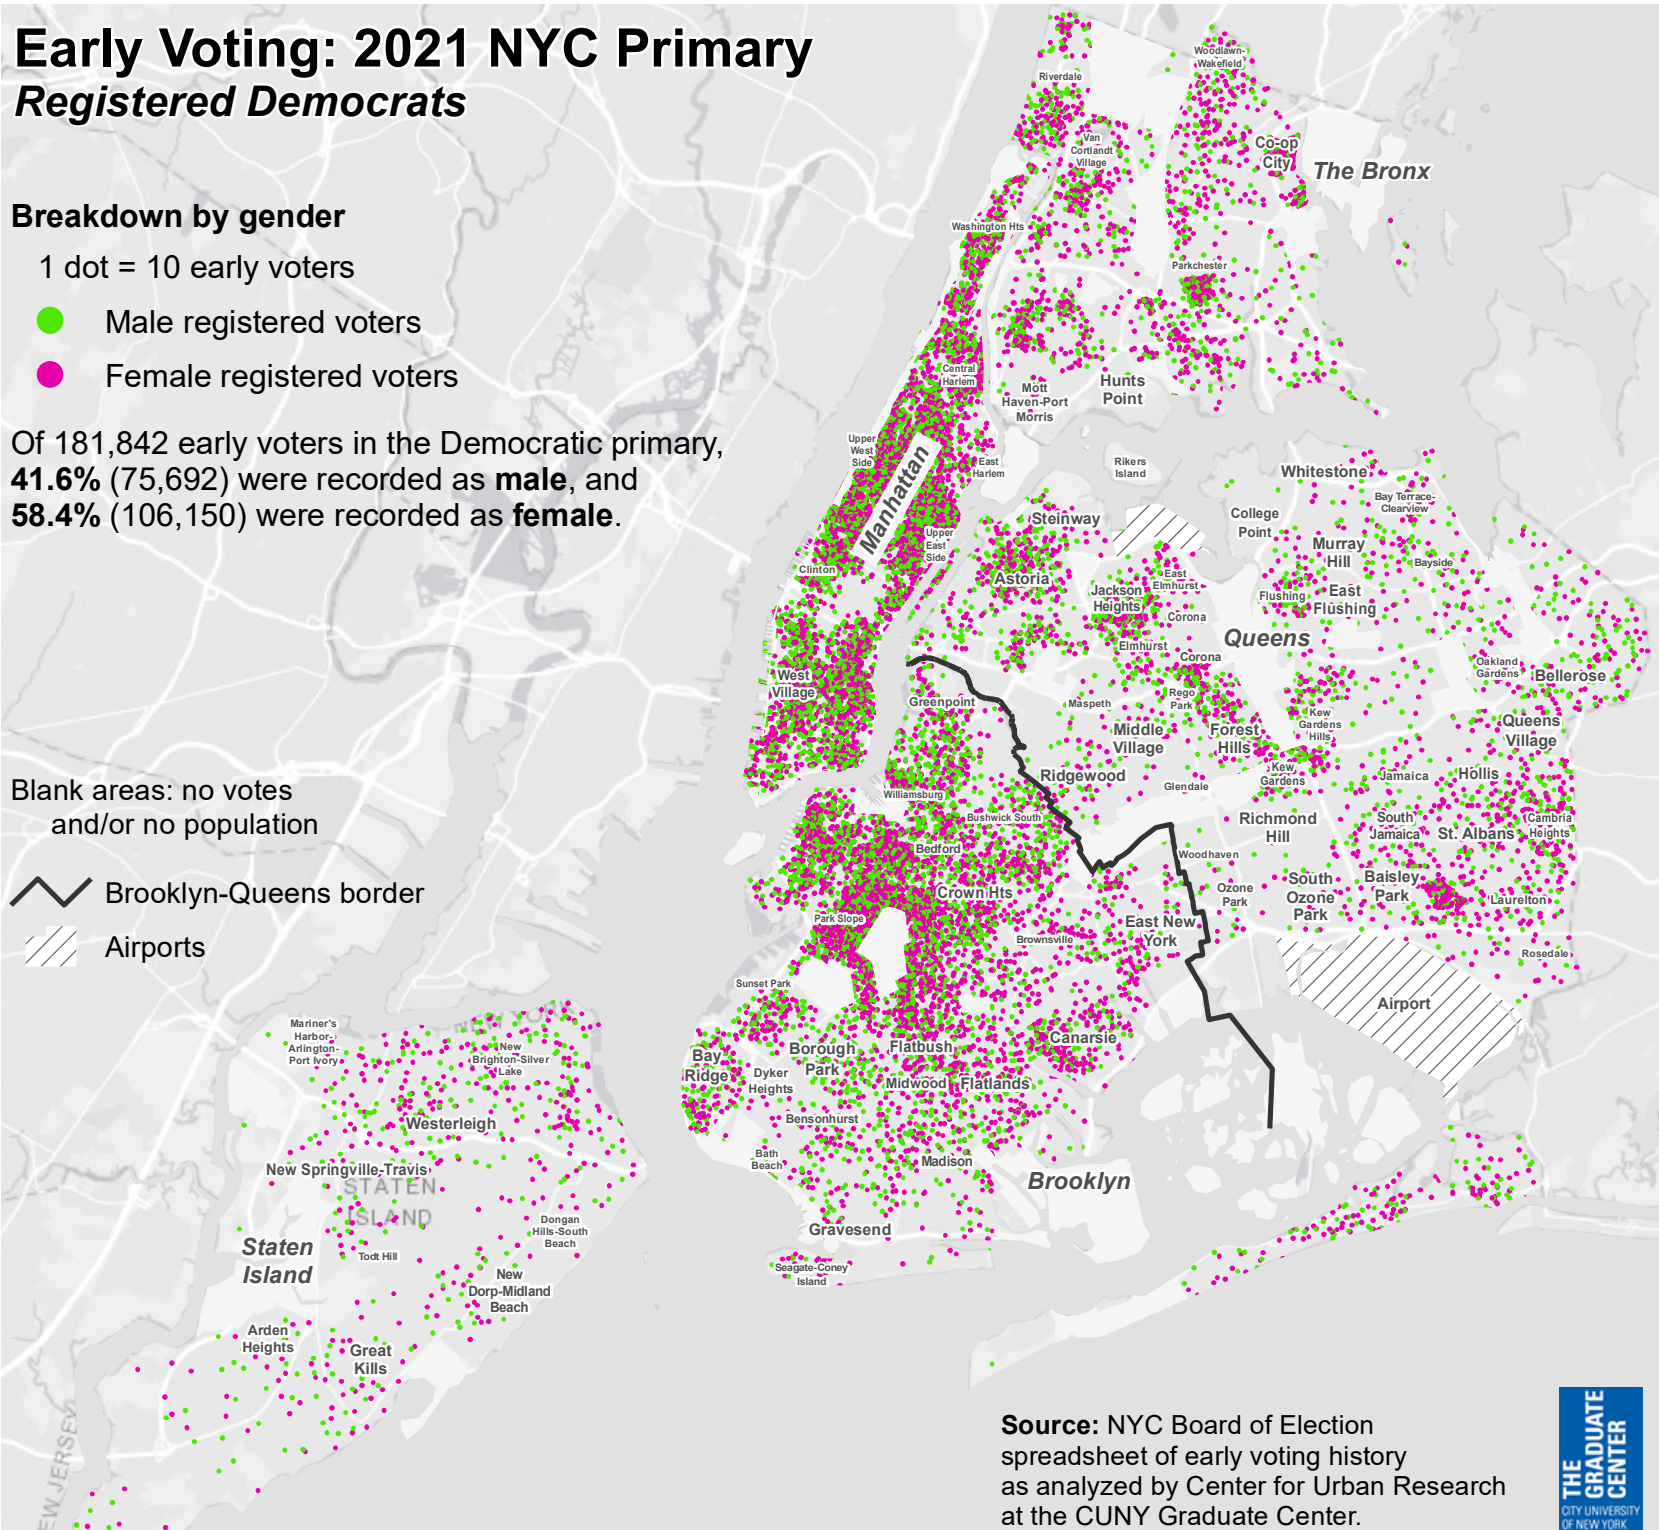 Early Voting: 2021 NYC Primary
Registered Democrats
Breakdown by gender
1 dot = 10 early voters
Male registered voters
Female registered voters
Of 181,842 early voters in the Democratic primary,
41.6% (75,692) were recorded as male, and
58.4% (106,150) were recorded as female.
Blank areas: no votes
and/or no population
Brooklyn-Queens border
Airports
Woodlawn-
Wakefield
Riverdale
Van
Cortlandt
Village
Co-op
City
The Bronx
Washington Hts
Parkchester
Central
Harlem
Mott
Haven-Port
Morris
Hunts
Point
Upper
West
Side
Manhattan
East
Harlem
Rikers
Island
Whitestone
Bay Terrace-
Clearview
Steinway
College
Point
Upper
East
Side
Murray
Hill
Bayside
Clinton
Astoria
East
Elmhurst
Jackson
Heights
Flushing
East
Flushing
Corona
Queens
Elmhurst
Corona
West
Village
Oakland
Gardens
Bellerose
Greenpoint
Maspeth
Rego
Park
Kew
Gardens
Hills
Middle
Village
Forest
Hills
Queens
Village
Ridgewood
Kew
Gardens
Jamaica
Hollis
Glendale
Williamsburg
Bushwick South
Richmond
Hill
South
Jamaica
St. Albans
Cambria
Heights
Bedford
Woodhaven
Crown Hts
Ozone
Park
South
Ozone
Park
Baisley
Park
Laurelton
Park Slope
East New
York
Brownsville
Rosedale
Sunset Park
Airport
NEW YORK
Mariner's
Harbor-
Arlington-
Port Ivory
New
Brighton-Silver
Lake
Canarsie
Bay
Ridge
Borough
Park
Flatbush
Dyker
Heights
Midwood
Flatlands
Bensonhurst
Westerleigh
Bath
Beach
Madison
Brooklyn
New Springville-Travis
STATEN
ISLAND
Dongan
Hills-South
Beach
Gravesend
Staten
Island
Todt Hill
Seagate-Coney
Island
New
Dorp-Midland
Beach
Arden
Heights
Great
Kills
EW JERSEY
Source: NYC Board of Election
spreadsheet of early voting history
as analyzed by Center for Urban Research
at the CUNY Graduate Center.
THE
GRADUATE
CENTER
CITY UNIVERSITY
OF NEW YORK